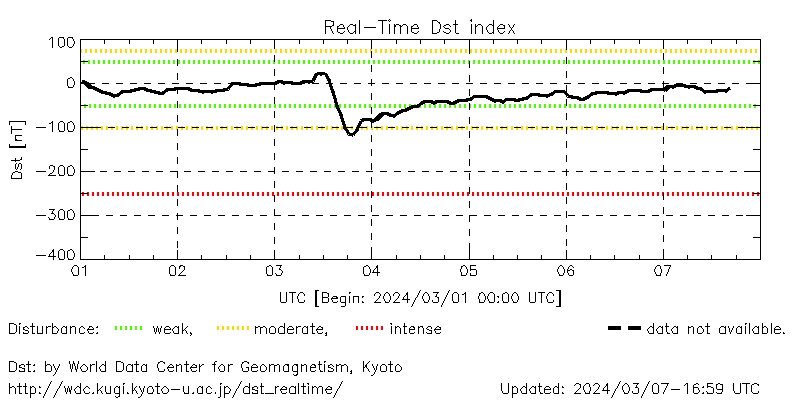 Real-Time Dst index
100
0
-100
-200
-300
-400
Dst [nT]
01 02 03 04 05 06 07
UTC [Begin: 2024/03/01 00:00 UTC]
Disturbance: weak, moderate, intense data not available.
Dst: by World Data Center for Geomagnetism, Kyoto
http://wdc.kugi.kyoto-u.ac.jp/dst_realtime/ Updated: 2024/03/07-16:59 UTC